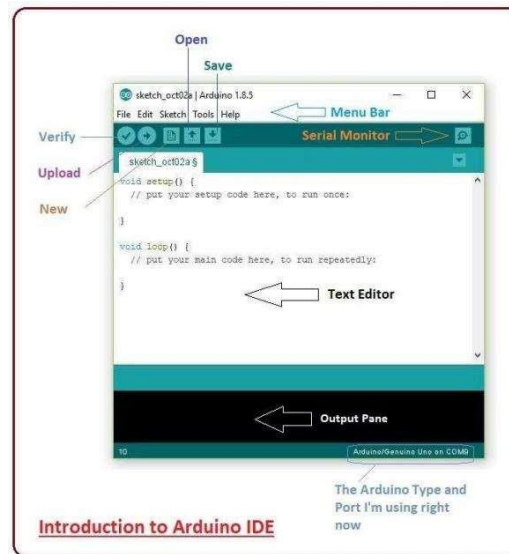 Open
Save
sketch_oct02a | Arduino 1.8.5
File Edit Sketch Tools Help
Menu Bar
Verify
Serial Monitor
Upload
sketch_oct02a §
New
void setup() {
// put your setup code here, to run once:
}
void loop() {
// put your main code here, to run repeatedly:
}
Text Editor
Output Pane
10
Arduino/Genuino Uno on COM9
The Arduino Type and
Port I'm using right
now
Introduction to Arduino IDE